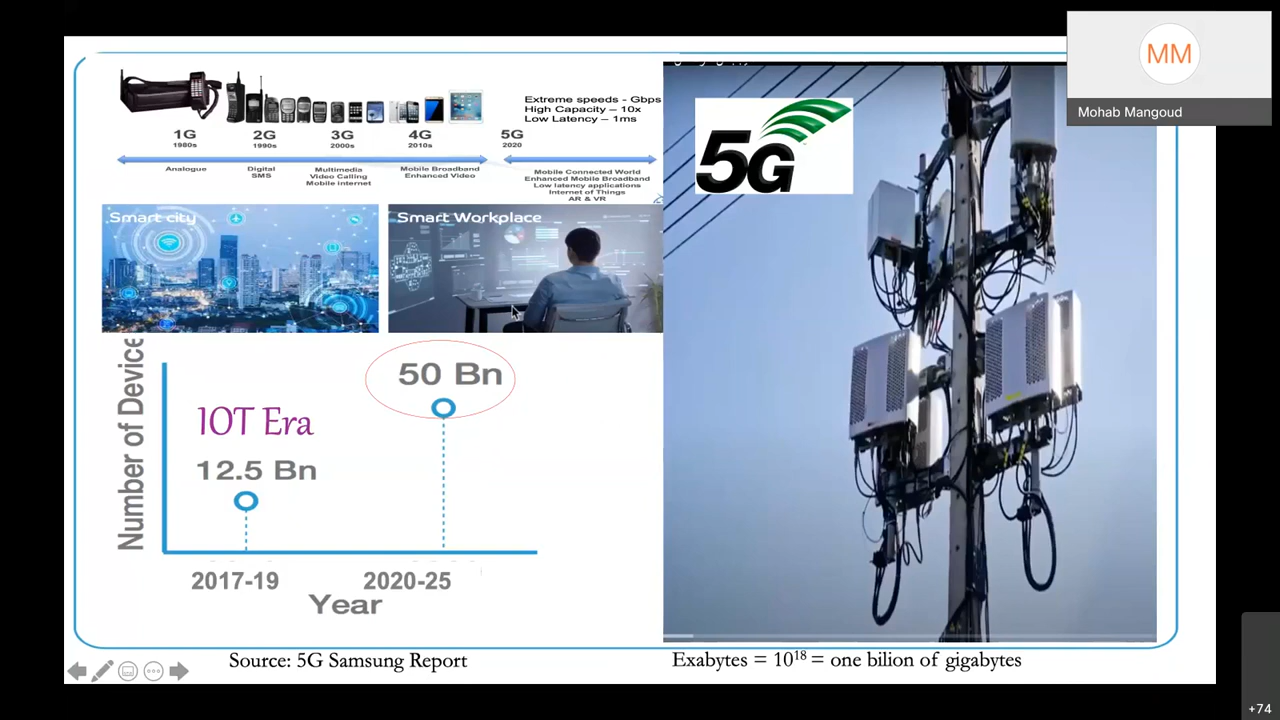 Extreme speeds - Gbps
High Capacity – 10x
Low Latency – 1ms
1G
1980s
2G
1990s
3G
2000s
4G
2010s
5G
2020
Analogue
Digital
SMS
Multimedia
Video Calling
Mobile internet
Mobile Broadband
Enhanced Video
Mobile Connected World
Enhanced Mobile Broadband
Low latency applications
Internet of Things
AR & VR
Smart city
Smart Workplace
5G
MM
Mohab Mangoud
Number of Device
50 Bn
IOT Era
12.5 Bn
2017-19
2020-25
Year
Source: 5G Samsung Report
Exabytes = 10¹⁸ = one bilion of gigabytes
+74